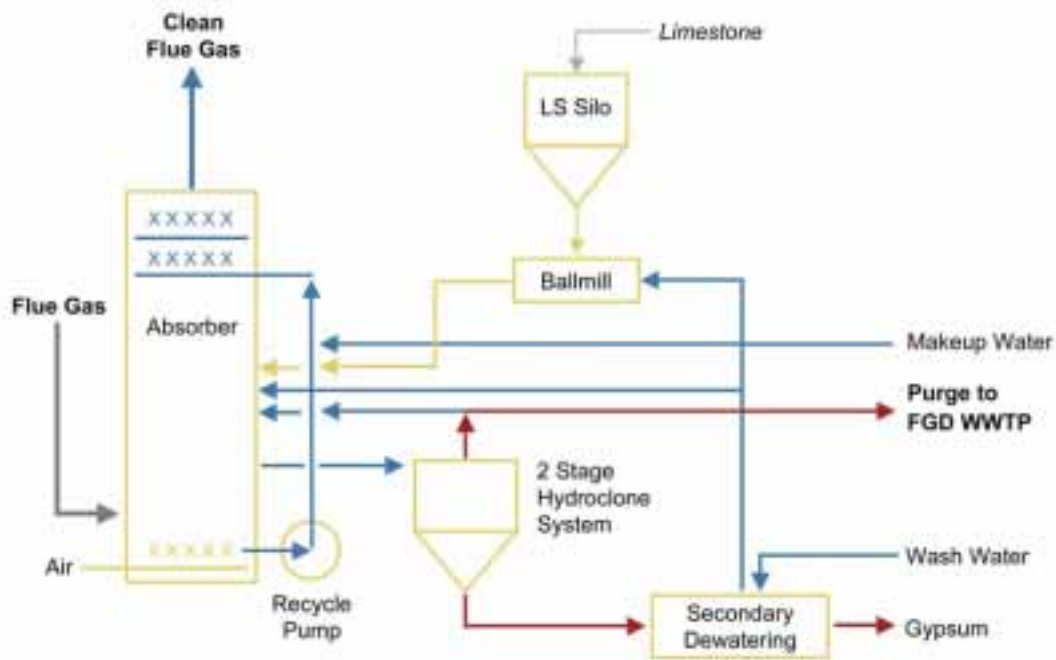 Clean
Flue Gas
Limestone
LS Silo
XXXXX
XXXXX
Ballmill
Flue Gas
Absorber
Makeup Water
Purge to
FGD WWTP
2 Stage
Hydroclone
System
XXXXX
Air
Recycle
Pump
Wash Water
Secondary
Dewatering
Gypsum